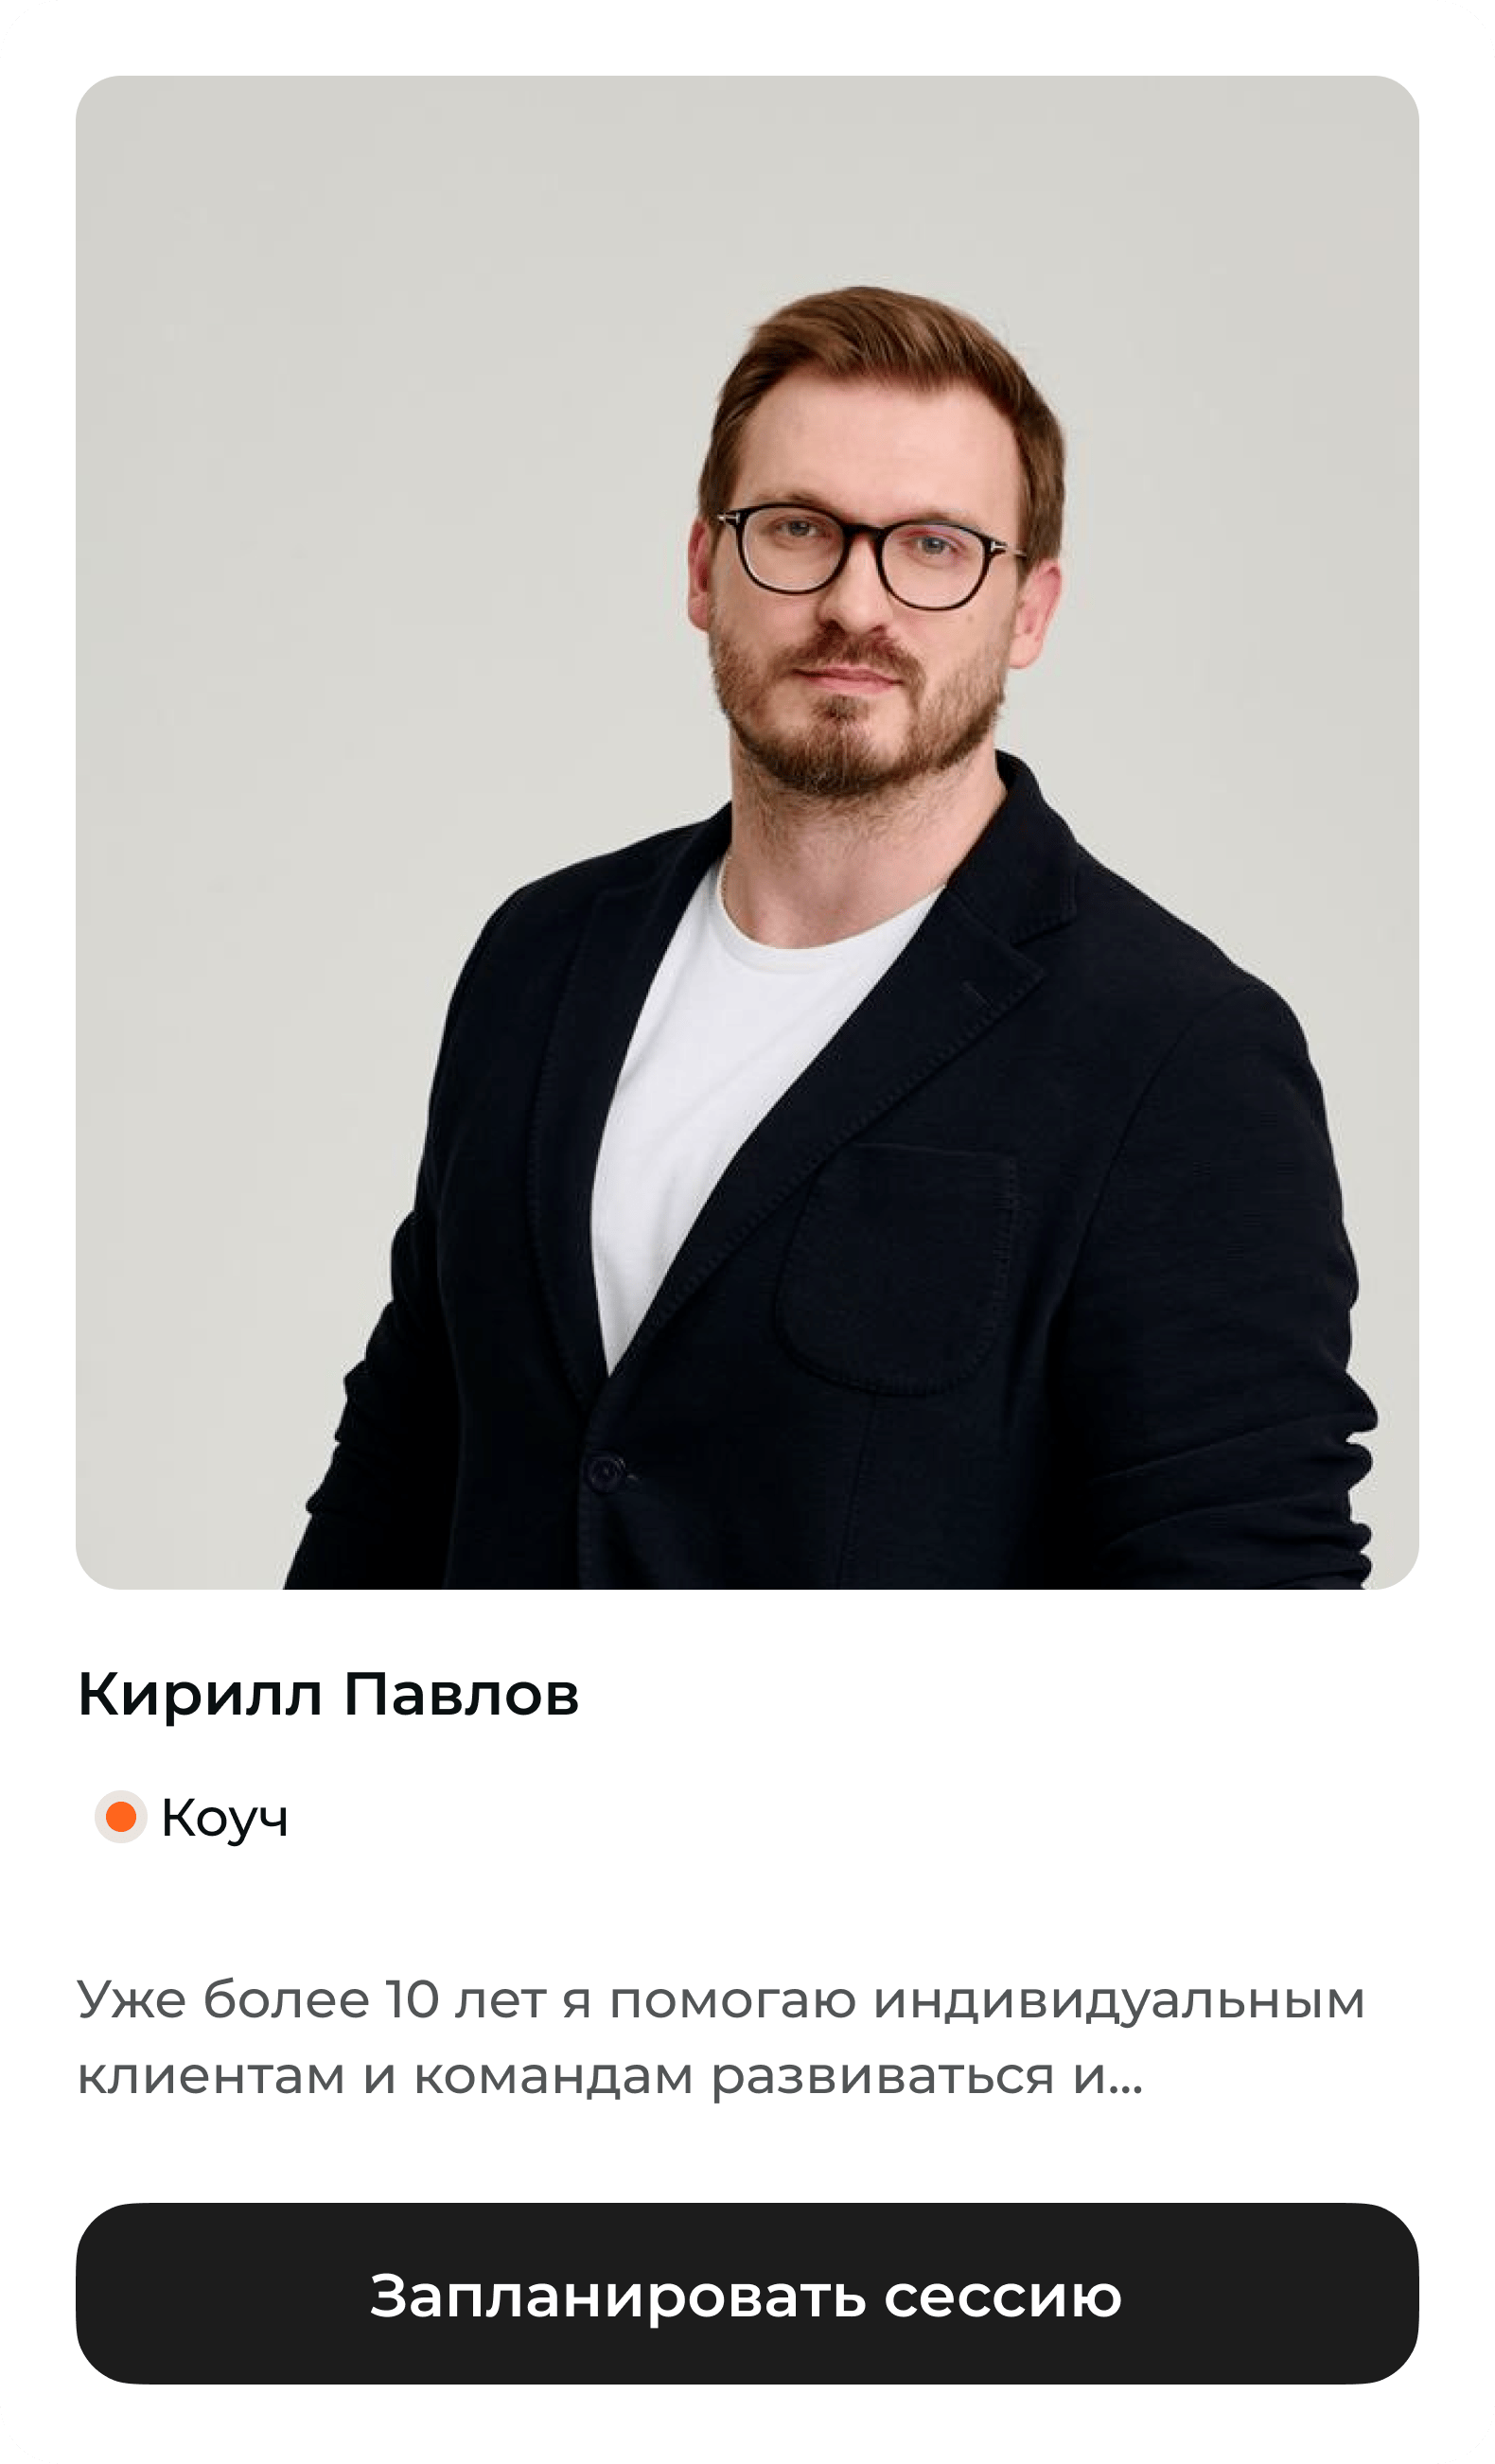 Кирилл Павлов
Коуч
Уже более 10 лет я помогаю индивидуальным
клиентам и командам развиваться и...
Запланировать сессию